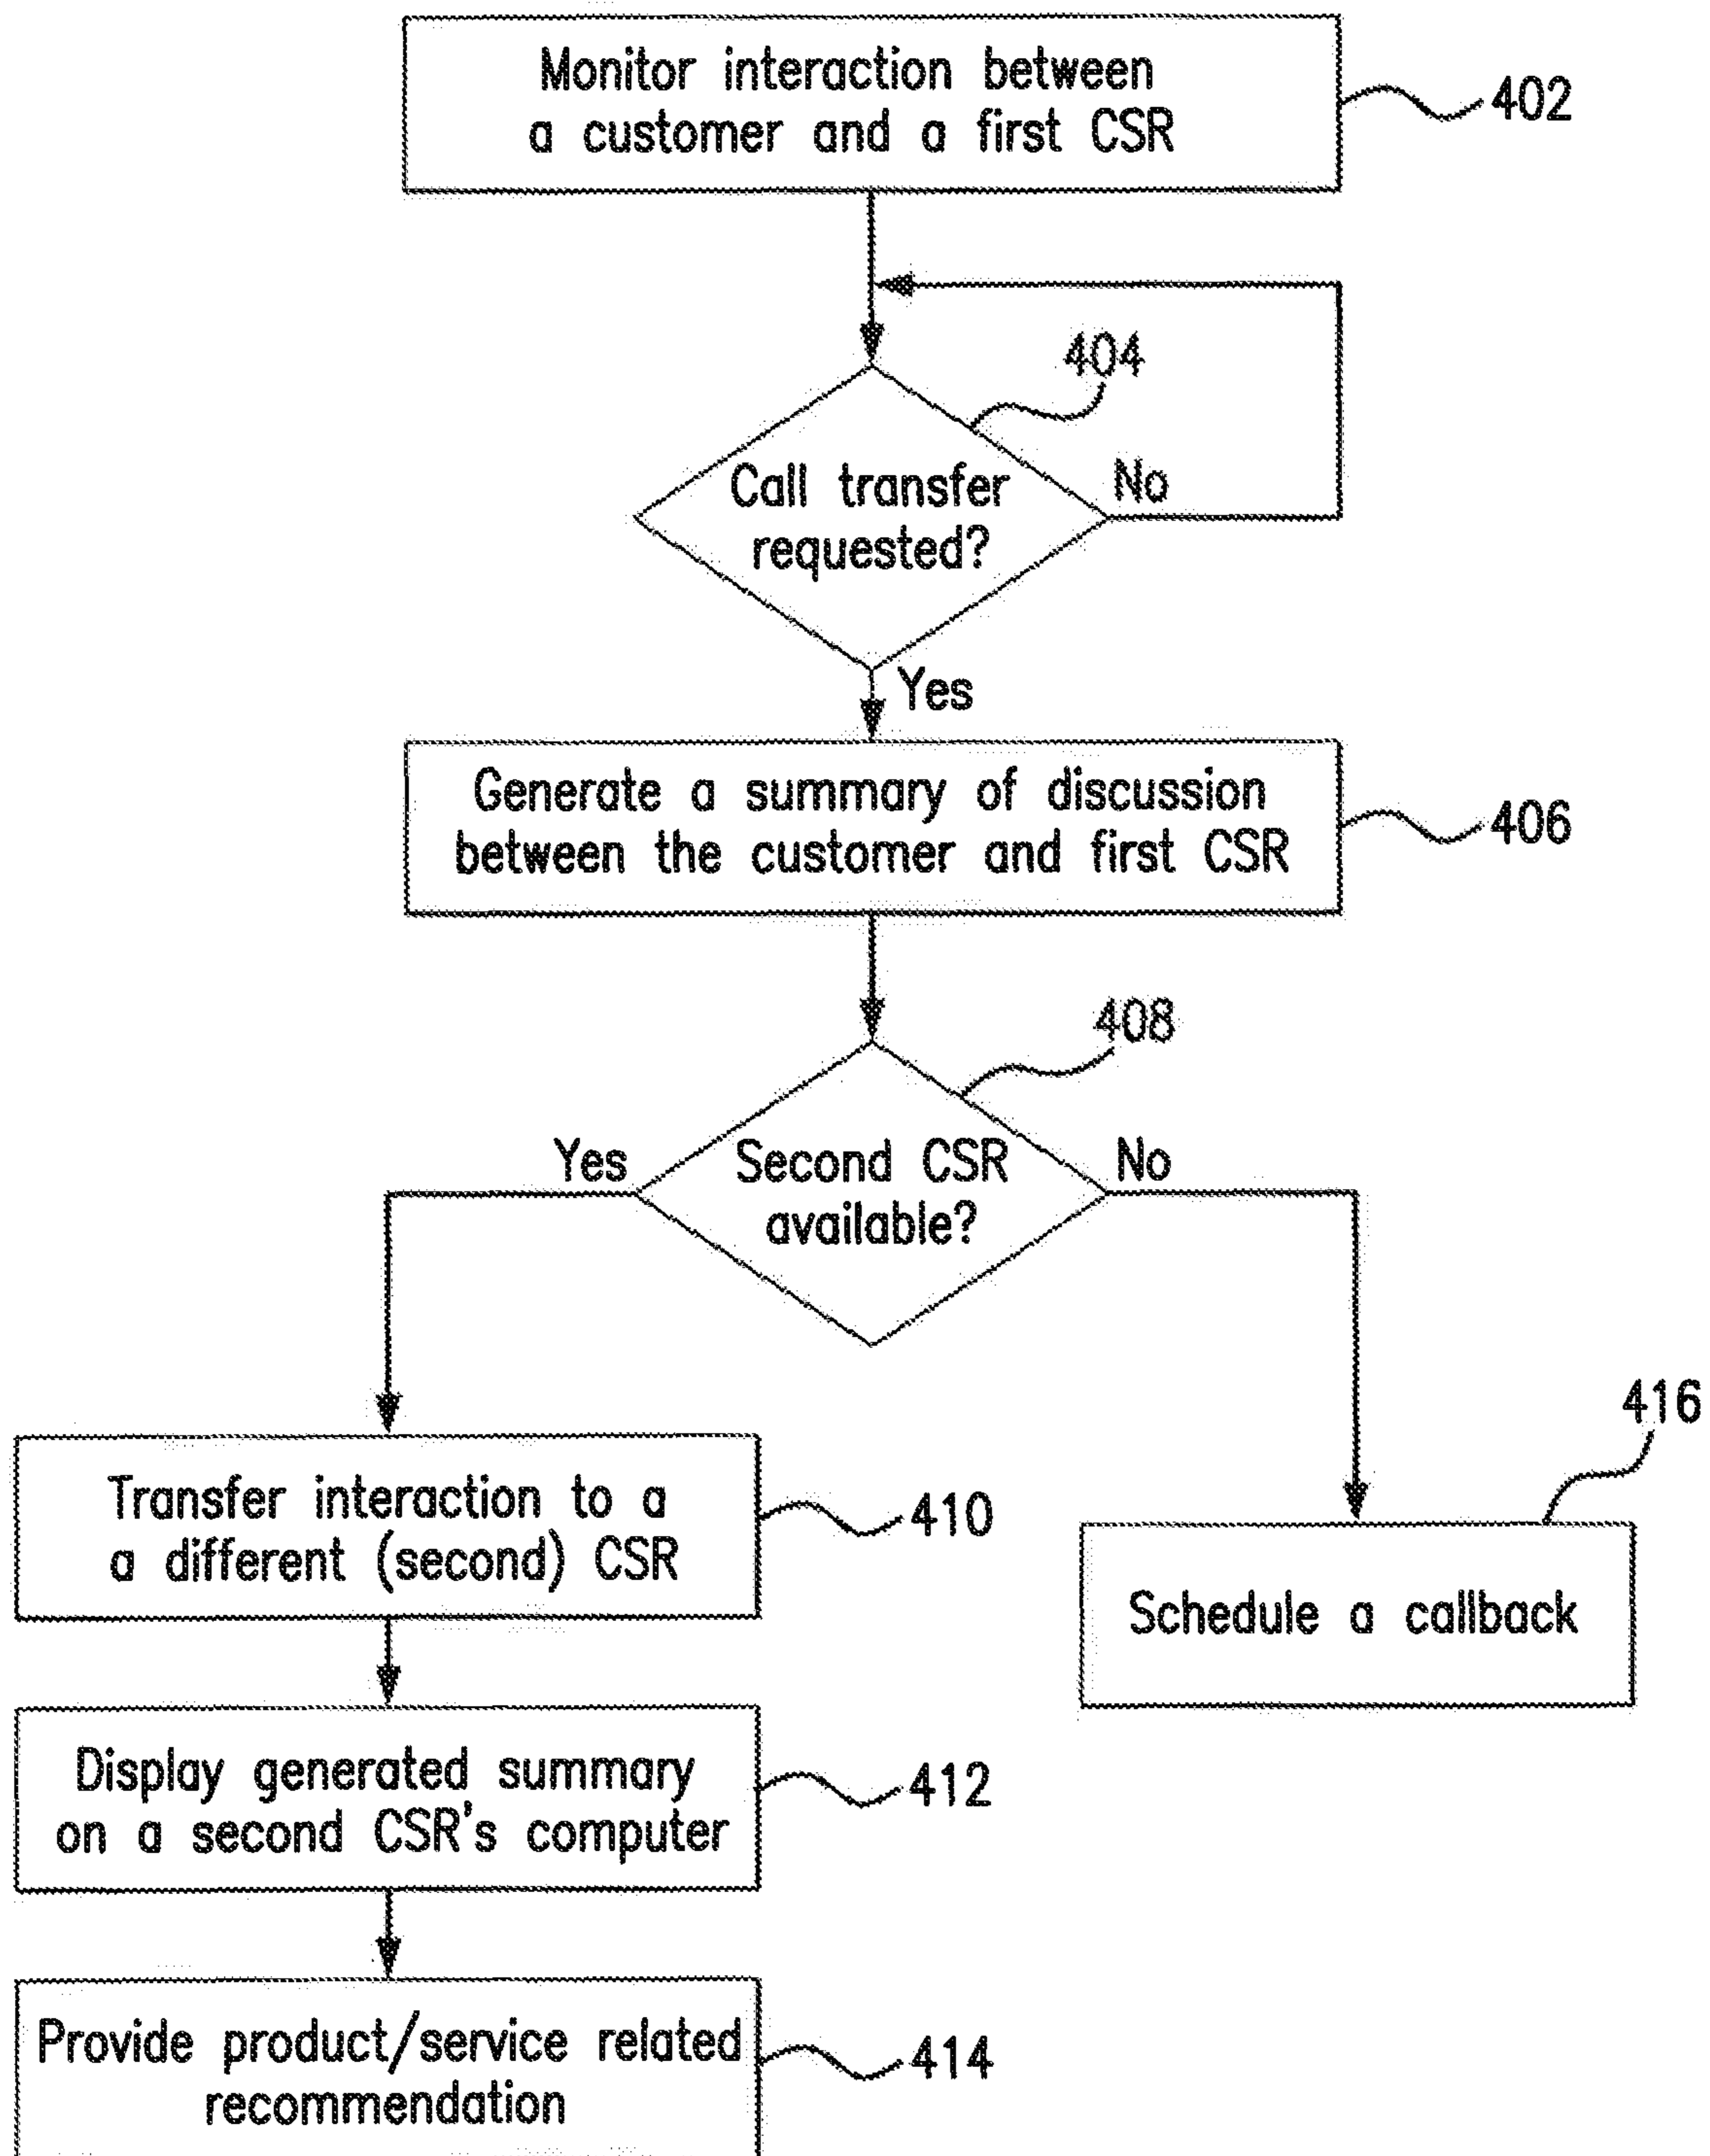 Monitor interaction between
a customer and a first CSR
402
404
Call transfer
requested?
No
Yes
Generate a summary of discussion
between the customer and first CSR
406
408
Yes
Second CSR
available?
No
416
Transfer interaction to a
a different (second) CSR
410
Schedule a callback
Display generated summary
on a second CSR's computer
412
Provide product/service related
recommendation
414